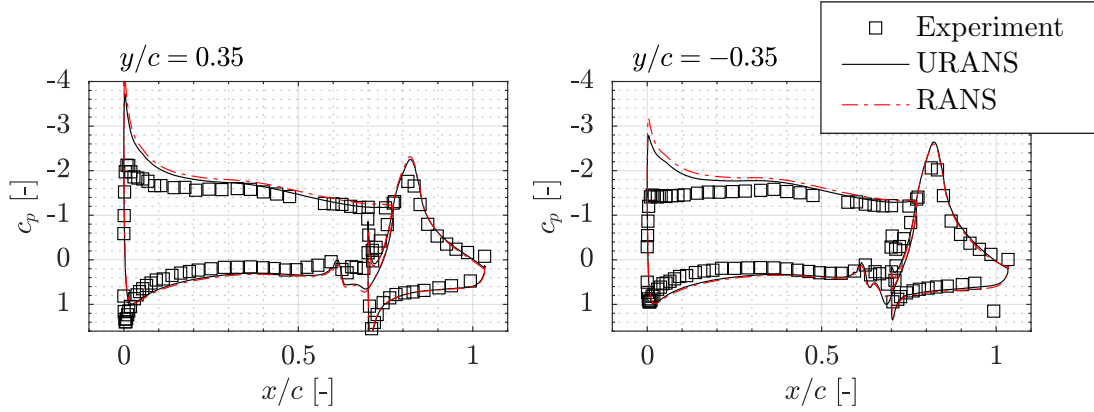 Experiment
URANS
RANS
y/c = 0.35
-4
-3
-2
-1
0
1
c_p [-]
0
0.5
1
x/c [-]
y/c = −0.35
-4
-3
-2
-1
0
1
c_p [-]
0
0.5
1
x/c [-]